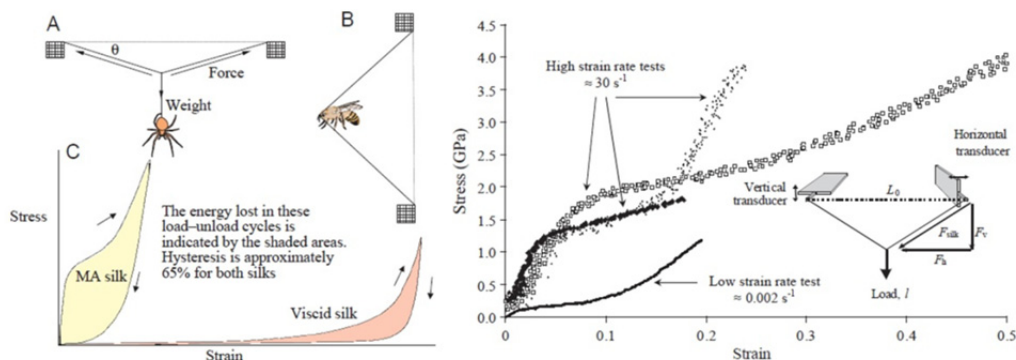 A
B
θ
Force
Weight
C
Stress
The energy lost in these
load–unload cycles is
indicated by the shaded areas.
Hysteresis is approximately
65% for both silks
MA silk
Viscid silk
Strain
4.5
4.0
3.5
3.0
2.5
2.0
1.5
1.0
0.5
0.0
Stress (GPa)
High strain rate tests
≈ 30 s⁻¹
Horizontal
transducer
Vertical
transducer
L₀
F_silk
F_v
F_h
Load, l
Low strain rate test
≈ 0.002 s⁻¹
0 0.1 0.2 0.3 0.4 0.5
Strain